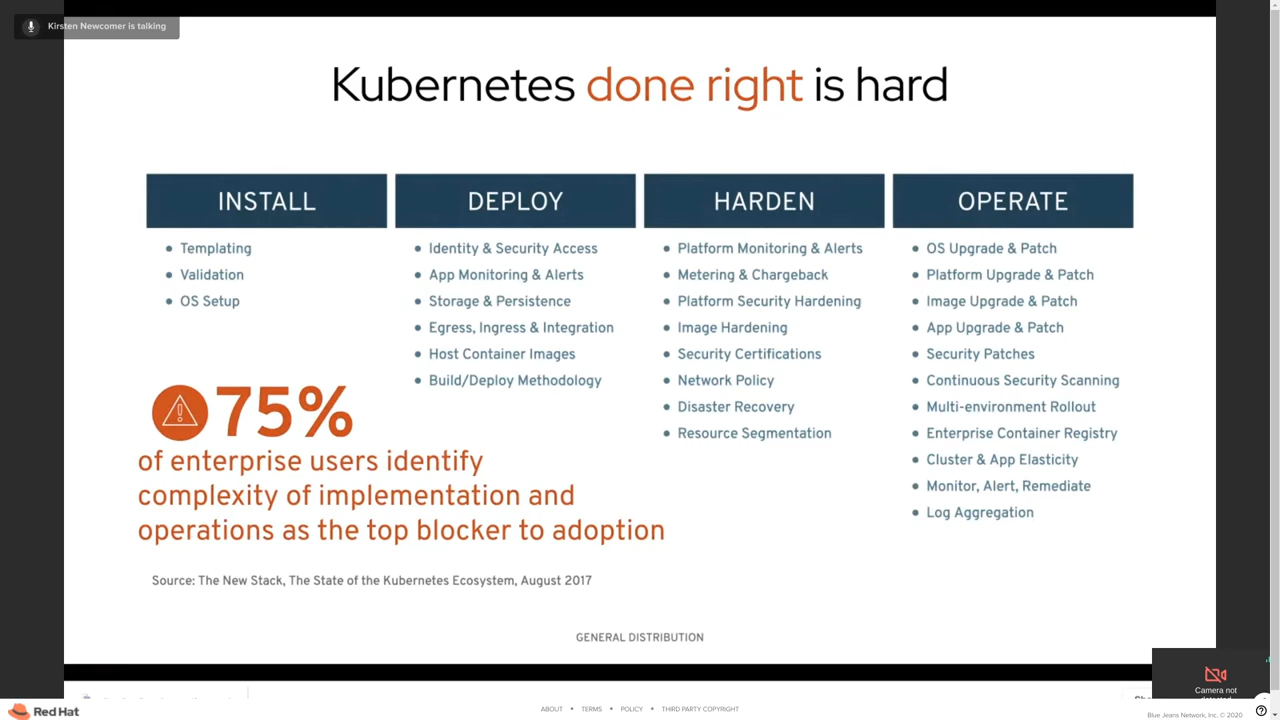 Kirsten Newcomer is talking
Kubernetes done right is hard
INSTALL
Templating
Validation
OS Setup
DEPLOY
Identity & Security Access
App Monitoring & Alerts
Storage & Persistence
Egress, Ingress & Integration
Host Container Images
Build/Deploy Methodology
HARDEN
Platform Monitoring & Alerts
Metering & Chargeback
Platform Security Hardening
Image Hardening
Security Certifications
Network Policy
Disaster Recovery
Resource Segmentation
OPERATE
OS Upgrade & Patch
Platform Upgrade & Patch
Image Upgrade & Patch
App Upgrade & Patch
Security Patches
Continuous Security Scanning
Multi-environment Rollout
Enterprise Container Registry
Cluster & App Elasticity
Monitor, Alert, Remediate
Log Aggregation
75%
of enterprise users identify
complexity of implementation and
operations as the top blocker to adoption
Source: The New Stack, The State of the Kubernetes Ecosystem, August 2017
GENERAL DISTRIBUTION
Camera not
Red Hat
ABOUT • TERMS • POLICY • THIRD PARTY COPYRIGHT
Blue Jeans Network, Inc. © 2020